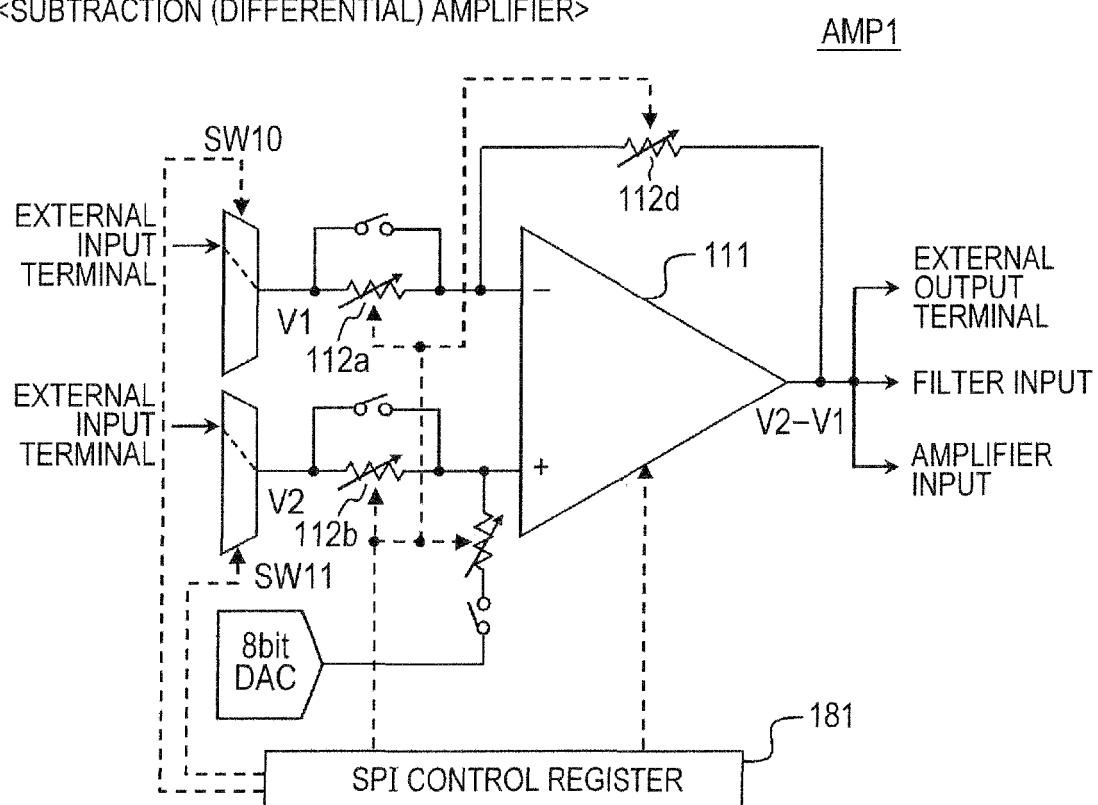 <SUBTRACTION (DIFFERENTIAL) AMPLIFIER>
AMP1
SW10
EXTERNAL
INPUT
TERMINAL
V1
112a
112d
111
EXTERNAL
OUTPUT
TERMINAL
FILTER INPUT
AMPLIFIER
INPUT
V2–V1
−
+
EXTERNAL
INPUT
TERMINAL
V2
112b
SW11
8bit
DAC
181
SPI CONTROL REGISTER